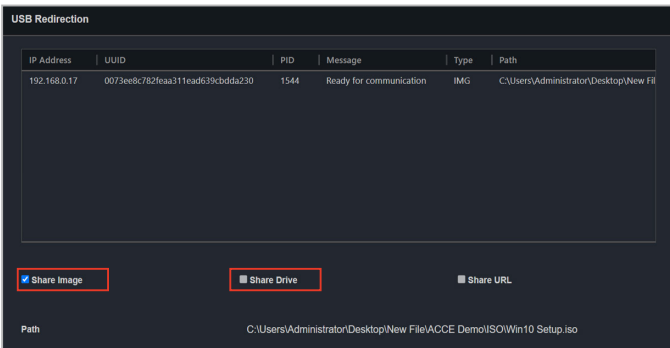 USB Redirection
IP Address UUID PID Message Type Path
192.168.0.17 0073ee8c782feaa311ead639cbdda230 1544 Ready for communication IMG C:\Users\Administrator\Desktop\New Fil
Share Image Share Drive Share URL
Path C:\Users\Administrator\Desktop\New File\ACCE Demo\ISO\Win10 Setup.iso